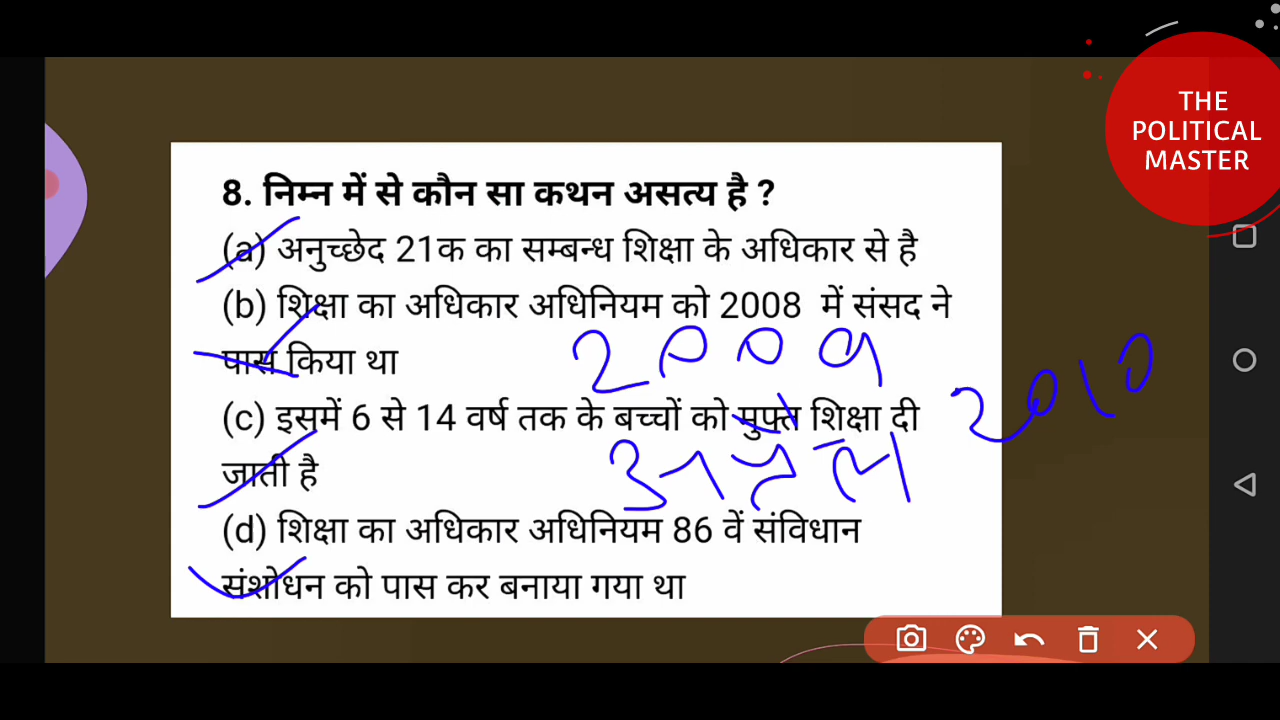 THE
POLITICAL
MASTER
8. निम्न में से कौन सा कथन असत्य है ?
(a) अनुच्छेद 21क का सम्बन्ध शिक्षा के अधिकार से है
(b) शिक्षा का अधिकार अधिनियम को 2008 में संसद ने
पास किया था
2009
(c) इसमें 6 से 14 वर्ष तक के बच्चों को मुफ्त शिक्षा दी
2010
जाती है
अप्रैल
(d) शिक्षा का अधिकार अधिनियम 86 वें संविधान
संशोधन को पास कर बनाया गया था